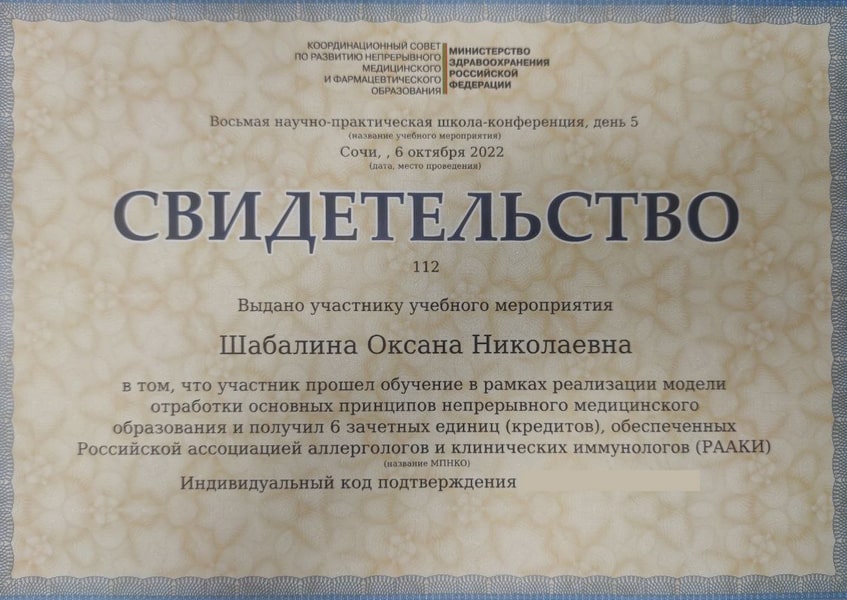 КООРДИНАЦИОННЫЙ СОВЕТ
ПО РАЗВИТИЮ НЕПРЕРЫВНОГО
МЕДИЦИНСКОГО
И ФАРМАЦЕВТИЧЕСКОГО
ОБРАЗОВАНИЯ
МИНИСТЕРСТВО
ЗДРАВООХРАНЕНИЯ
РОССИЙСКОЙ
ФЕДЕРАЦИИ
Восьмая научно-практическая школа-конференция, день 5
(название учебного мероприятия)
Сочи, , 6 октября 2022
(дата, место проведения)
СВИДЕТЕЛЬСТВО
112
Выдано участнику учебного мероприятия
Шабалина Оксана Николаевна
в том, что участник прошел обучение в рамках реализации модели
отработки основных принципов непрерывного медицинского
образования и получил 6 зачетных единиц (кредитов), обеспеченных
Российской ассоциацией аллергологов и клинических иммунологов (РААКИ)
(название МПНКО)
Индивидуальный код подтверждения